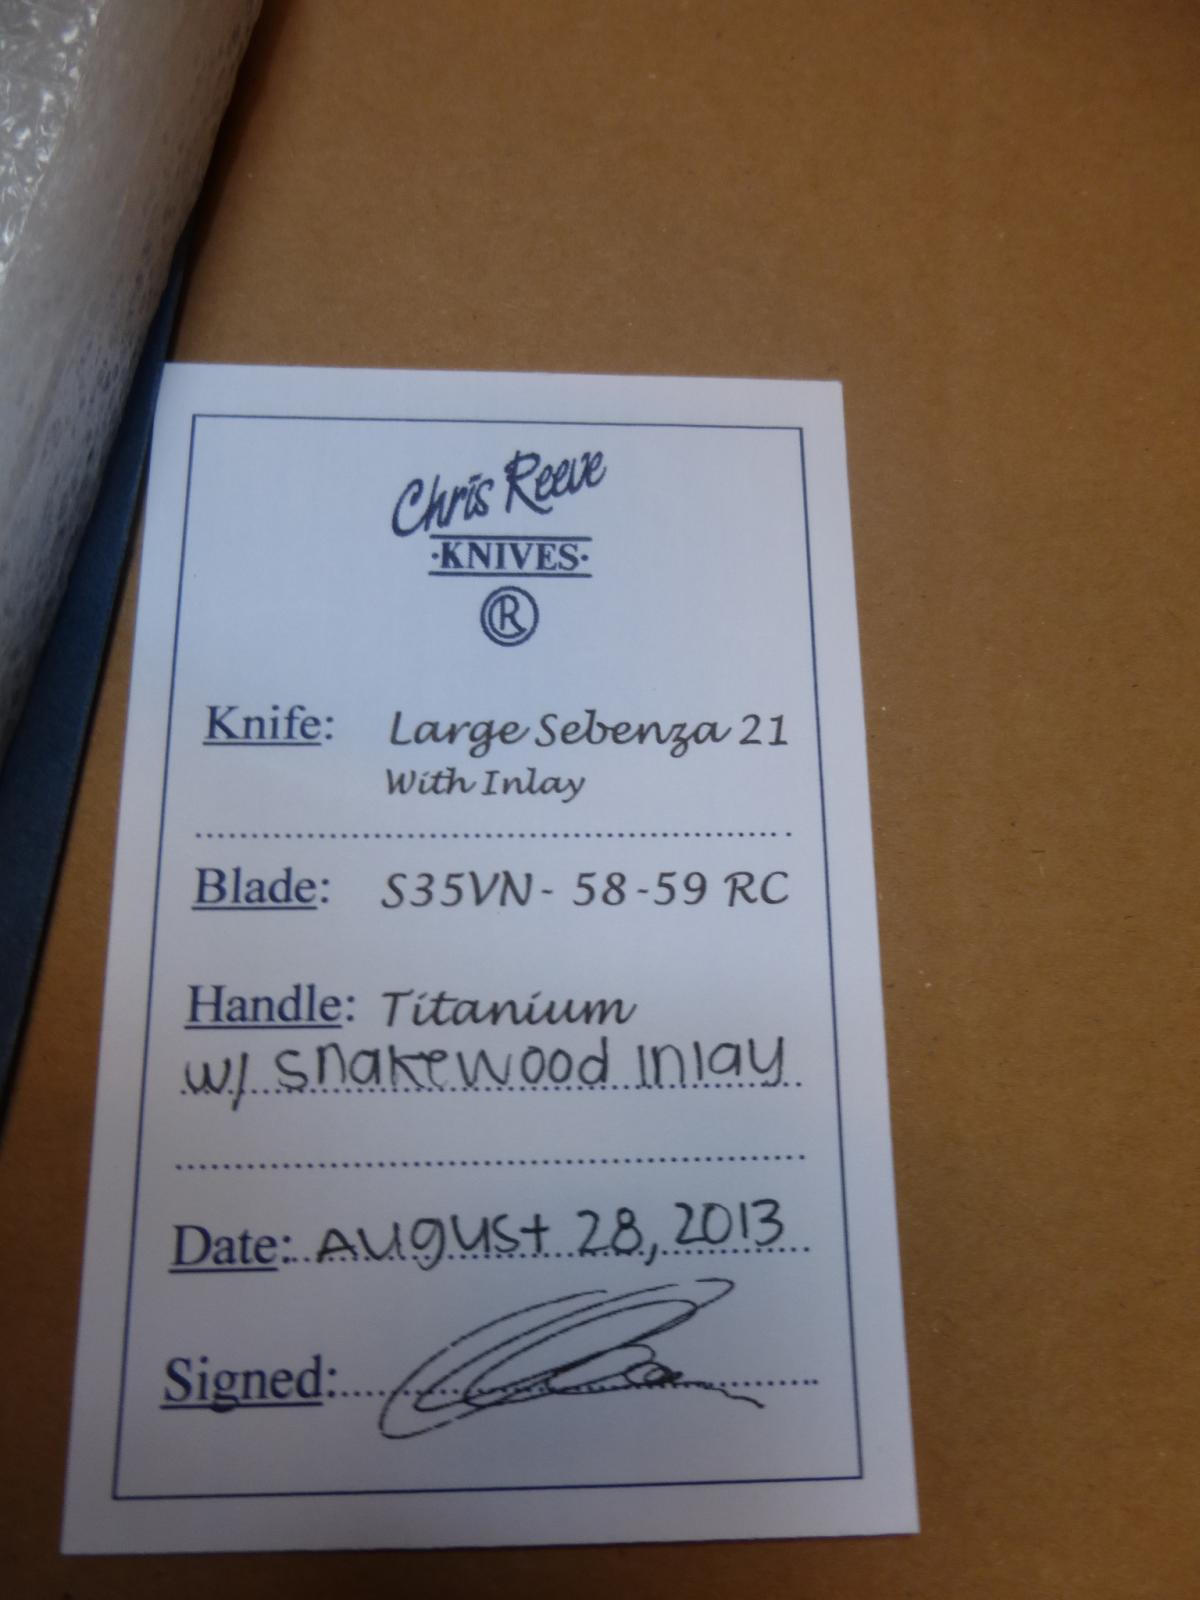 Chris Reeve
·KNIVES·
®
Knife: Large Sebenza 21
With Inlay
Blade: S35VN- 58-59 RC
Handle: Titanium
w/ snakewood inlay
Date: August 28, 2013
Signed: